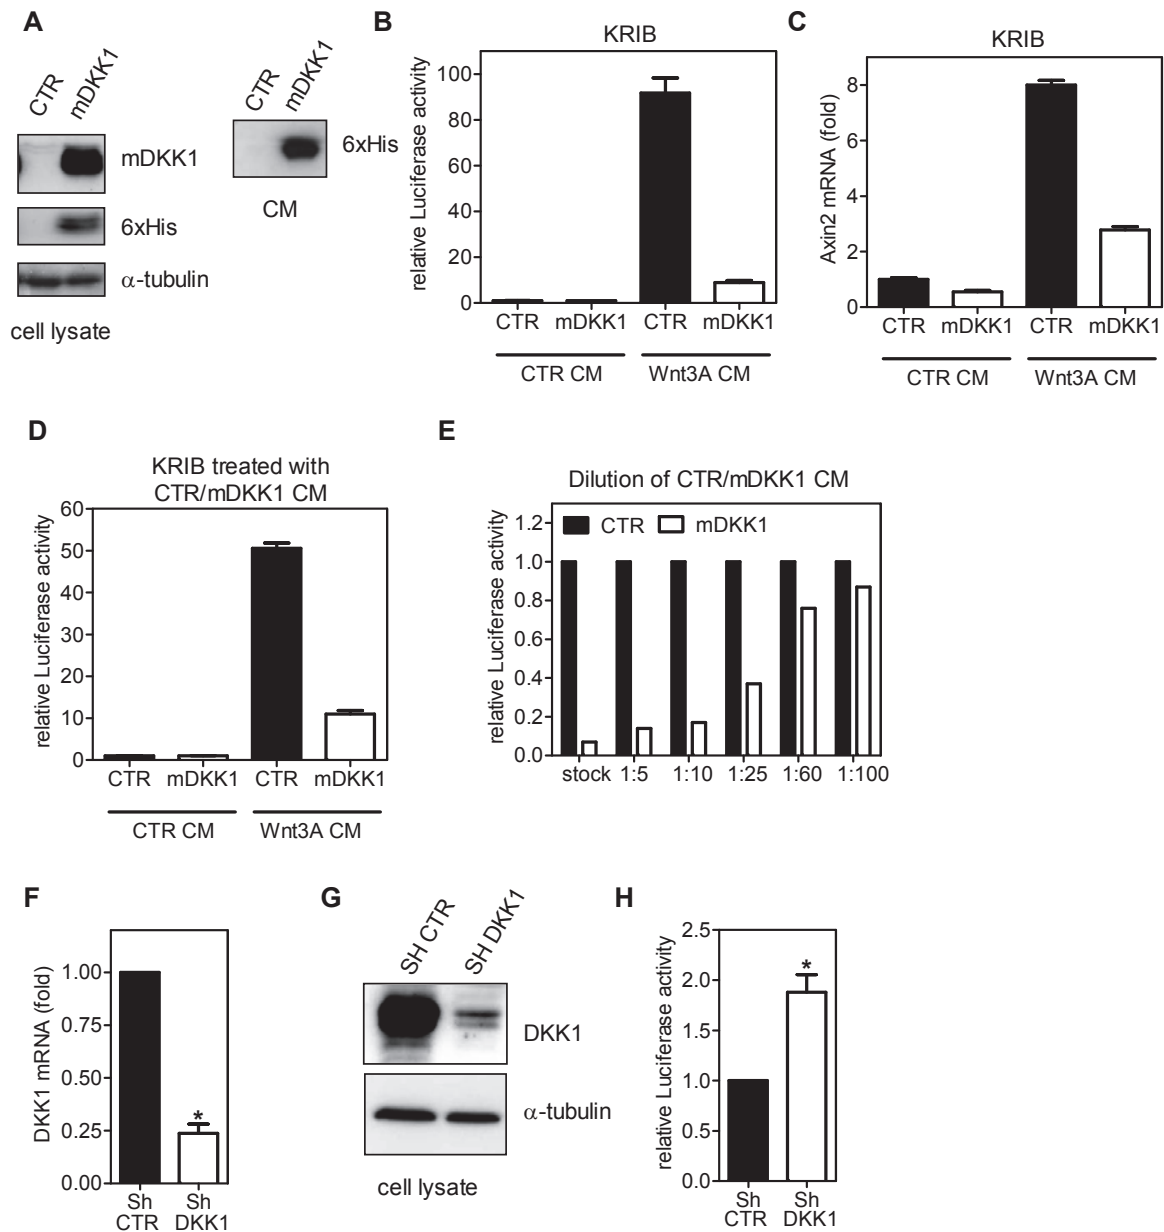 A
CTR
mDKK1
mDKK1
6xHis
α-tubulin
cell lysate
CTR
mDKK1
6xHis
CM
B
KRIB
relative Luciferase activity
100
80
60
40
20
0
CTR mDKK1 CTR mDKK1
CTR CM Wnt3A CM
C
KRIB
Axin2 mRNA (fold)
8
6
4
2
0
CTR mDKK1 CTR mDKK1
CTR CM Wnt3A CM
D
KRIB treated with
CTR/mDKK1 CM
relative Luciferase activity
60
50
40
30
20
10
0
CTR mDKK1 CTR mDKK1
CTR CM Wnt3A CM
E
Dilution of CTR/mDKK1 CM
CTR mDKK1
relative Luciferase activity
1.2
1.0
0.8
0.6
0.4
0.2
0.0
stock 1:5 1:10 1:25 1:60 1:100
F
DKK1 mRNA (fold)
1.00
0.75
0.50
0.25
0.00
*
Sh Sh
CTR DKK1
G
SH CTR
SH DKK1
DKK1
α-tubulin
cell lysate
H
relative Luciferase activity
2.5
2.0
1.5
1.0
0.5
0.0
*
Sh Sh
CTR DKK1